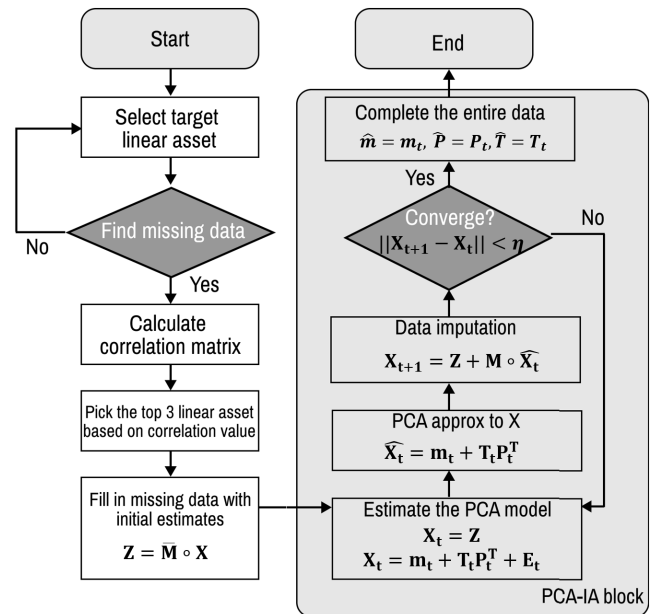 Start
Select target
linear asset
Find missing data
No
Yes
Calculate
correlation matrix
Pick the top 3 linear asset
based on correlation value
Fill in missing data with
initial estimates
Z = M̄ ∘ X
End
Complete the entire data
m̂ = mₜ, P̂ = Pₜ, T̂ = Tₜ
Yes
Converge?
||Xₜ₊₁ − Xₜ|| < η
No
Data imputation
Xₜ₊₁ = Z + M ∘ X̂ₜ
PCA approx to X
X̂ₜ = mₜ + TₜPₜᵀ
Estimate the PCA model
Xₜ = Z
Xₜ = mₜ + TₜPₜᵀ + Eₜ
PCA-IA block